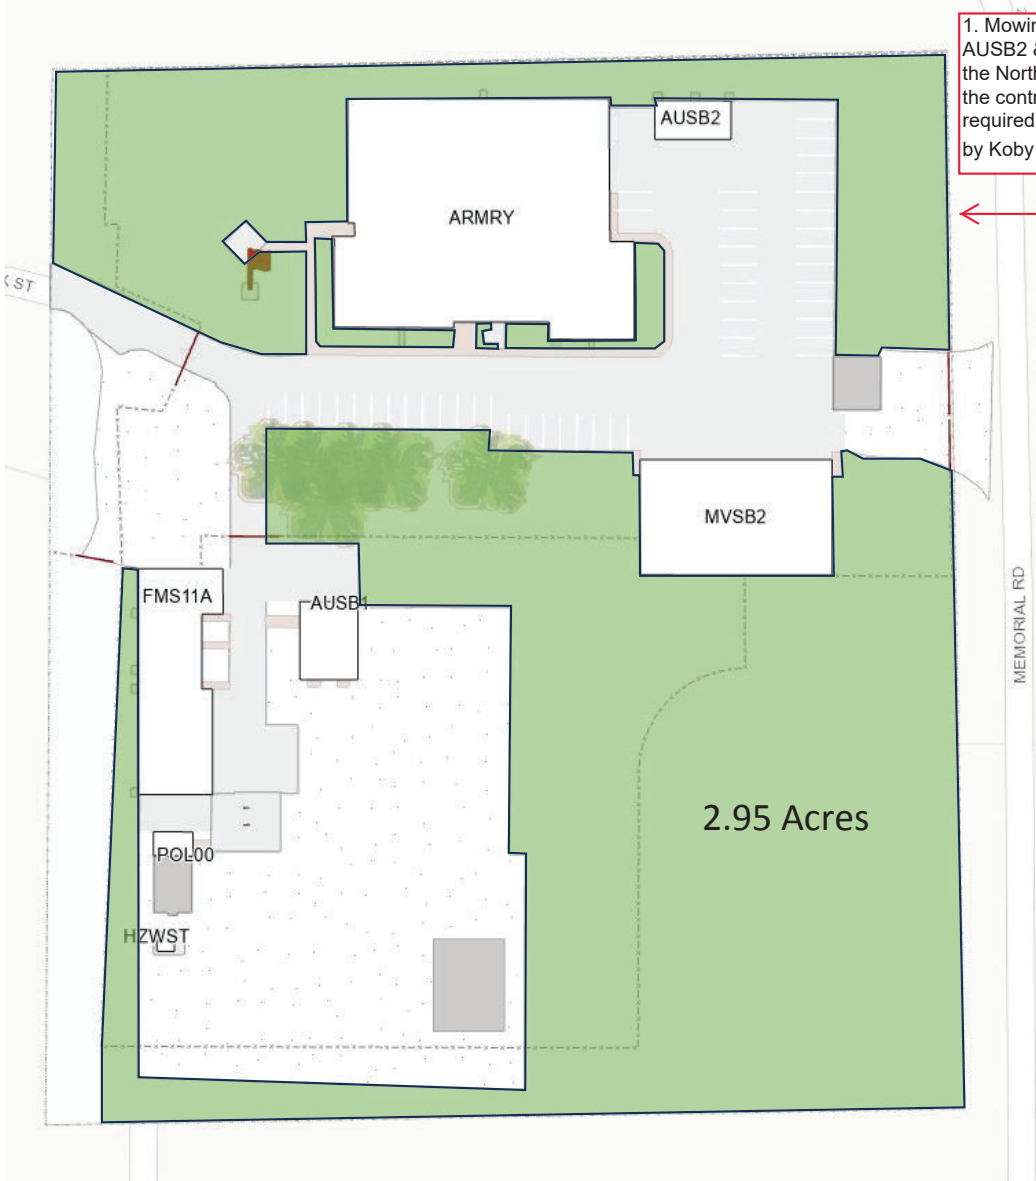 1. Mowin
AUSB2 &
the North
the contr
required
by Koby
AUSB2
ARMRY
K ST
MVSB2
FMS11A
AUSB1
MEMORIAL RD
2.95 Acres
POL00
HZWST